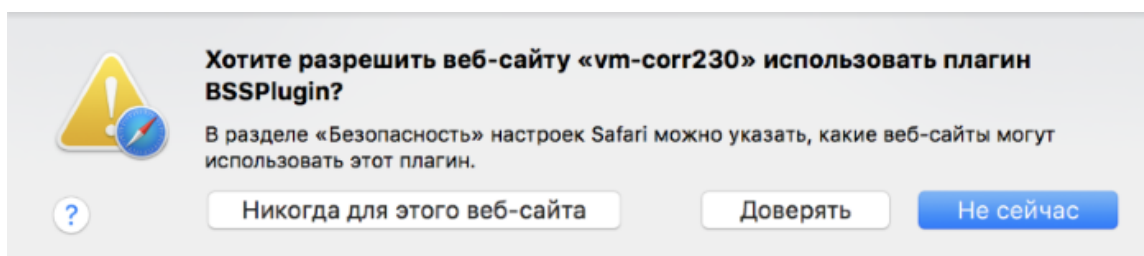 Хотите разрешить веб-сайту «vm-corr230» использовать плагин
BSSPlugin?
В разделе «Безопасность» настроек Safari можно указать, какие веб-сайты могут
использовать этот плагин.
? Никогда для этого веб-сайта Доверять Не сейчас